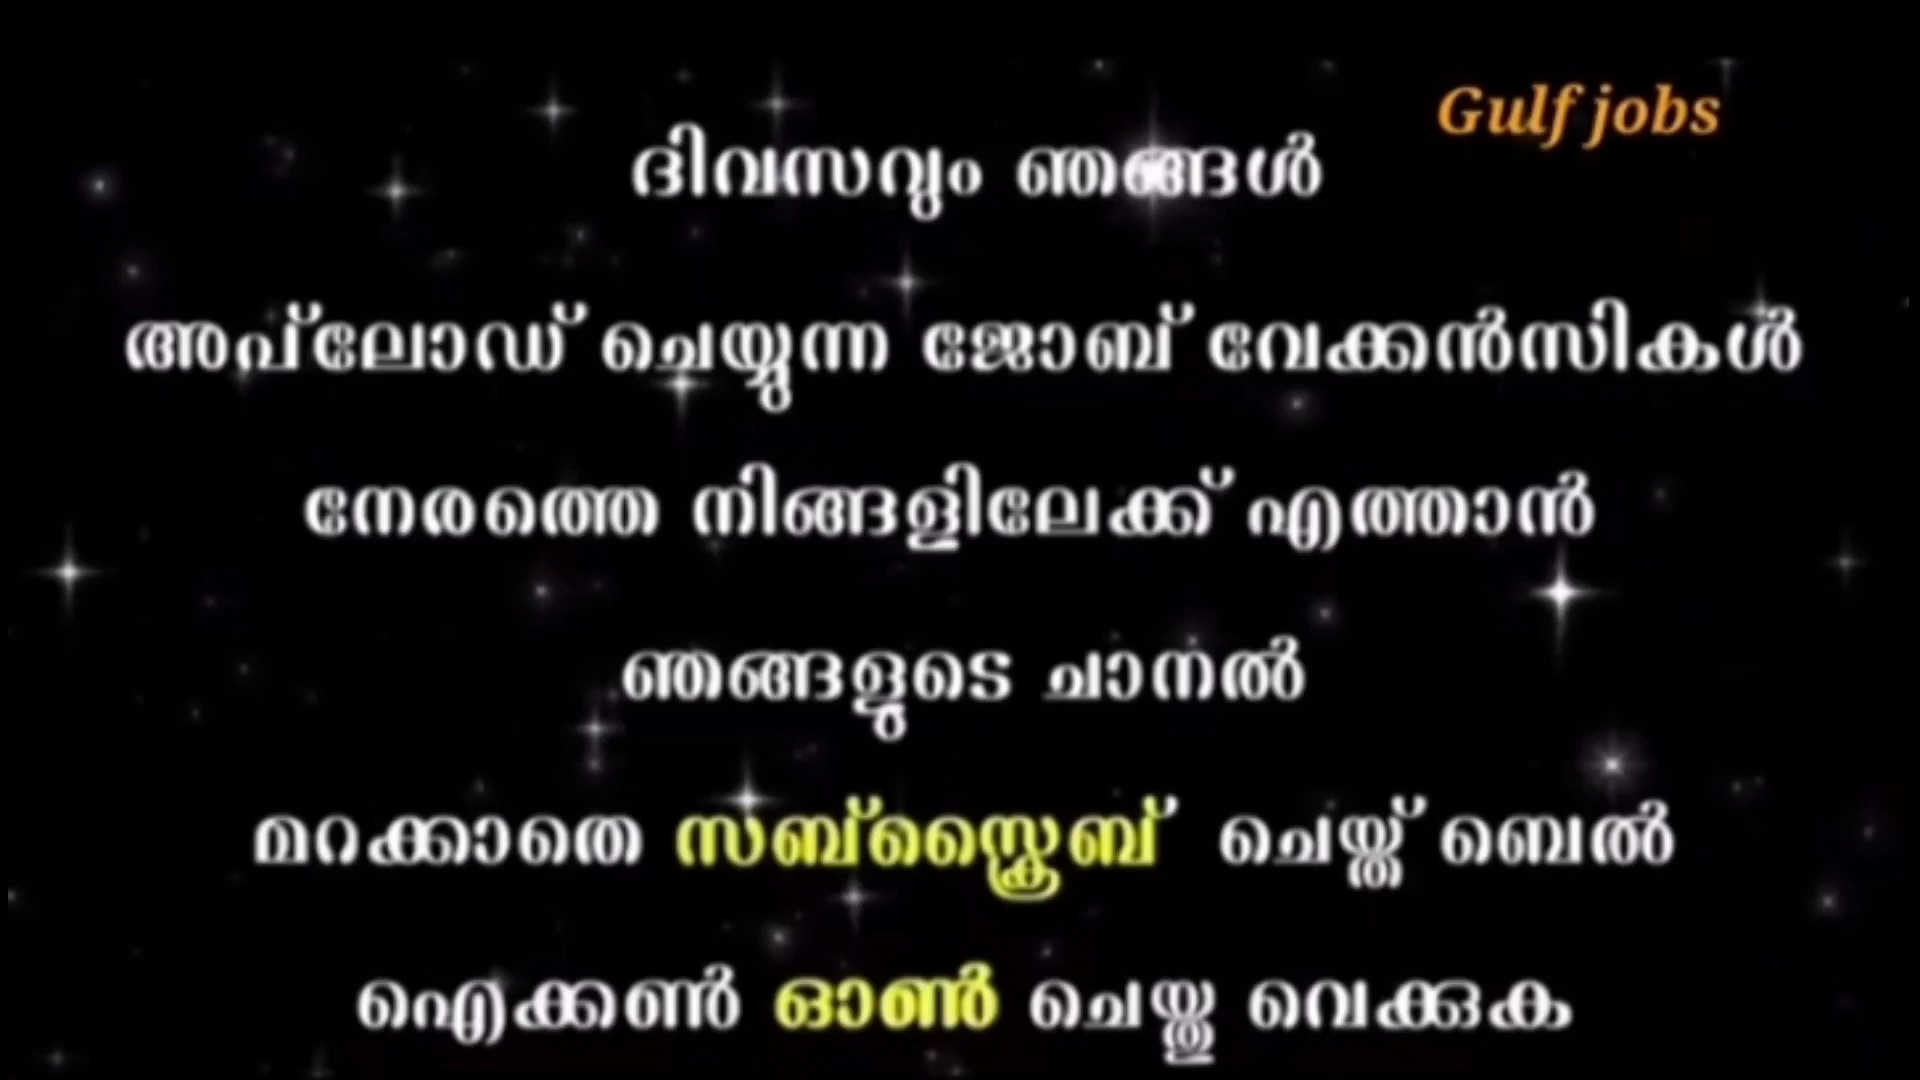 Gulf jobs
ദിവസവും ഞങ്ങൾ
അപ്‌ലോഡ് ചെയ്യുന്ന ജോബ് വേക്കൻസികൾ
നേരത്തെ നിങ്ങളിലേക്ക് എത്താൻ
ഞങ്ങളുടെ ചാനൽ
മറക്കാതെ സബ്സ്ക്രൈബ് ചെയ്ത് ബെൽ
ഐക്കൺ ഓൺ ചെയ്തു വെക്കുക